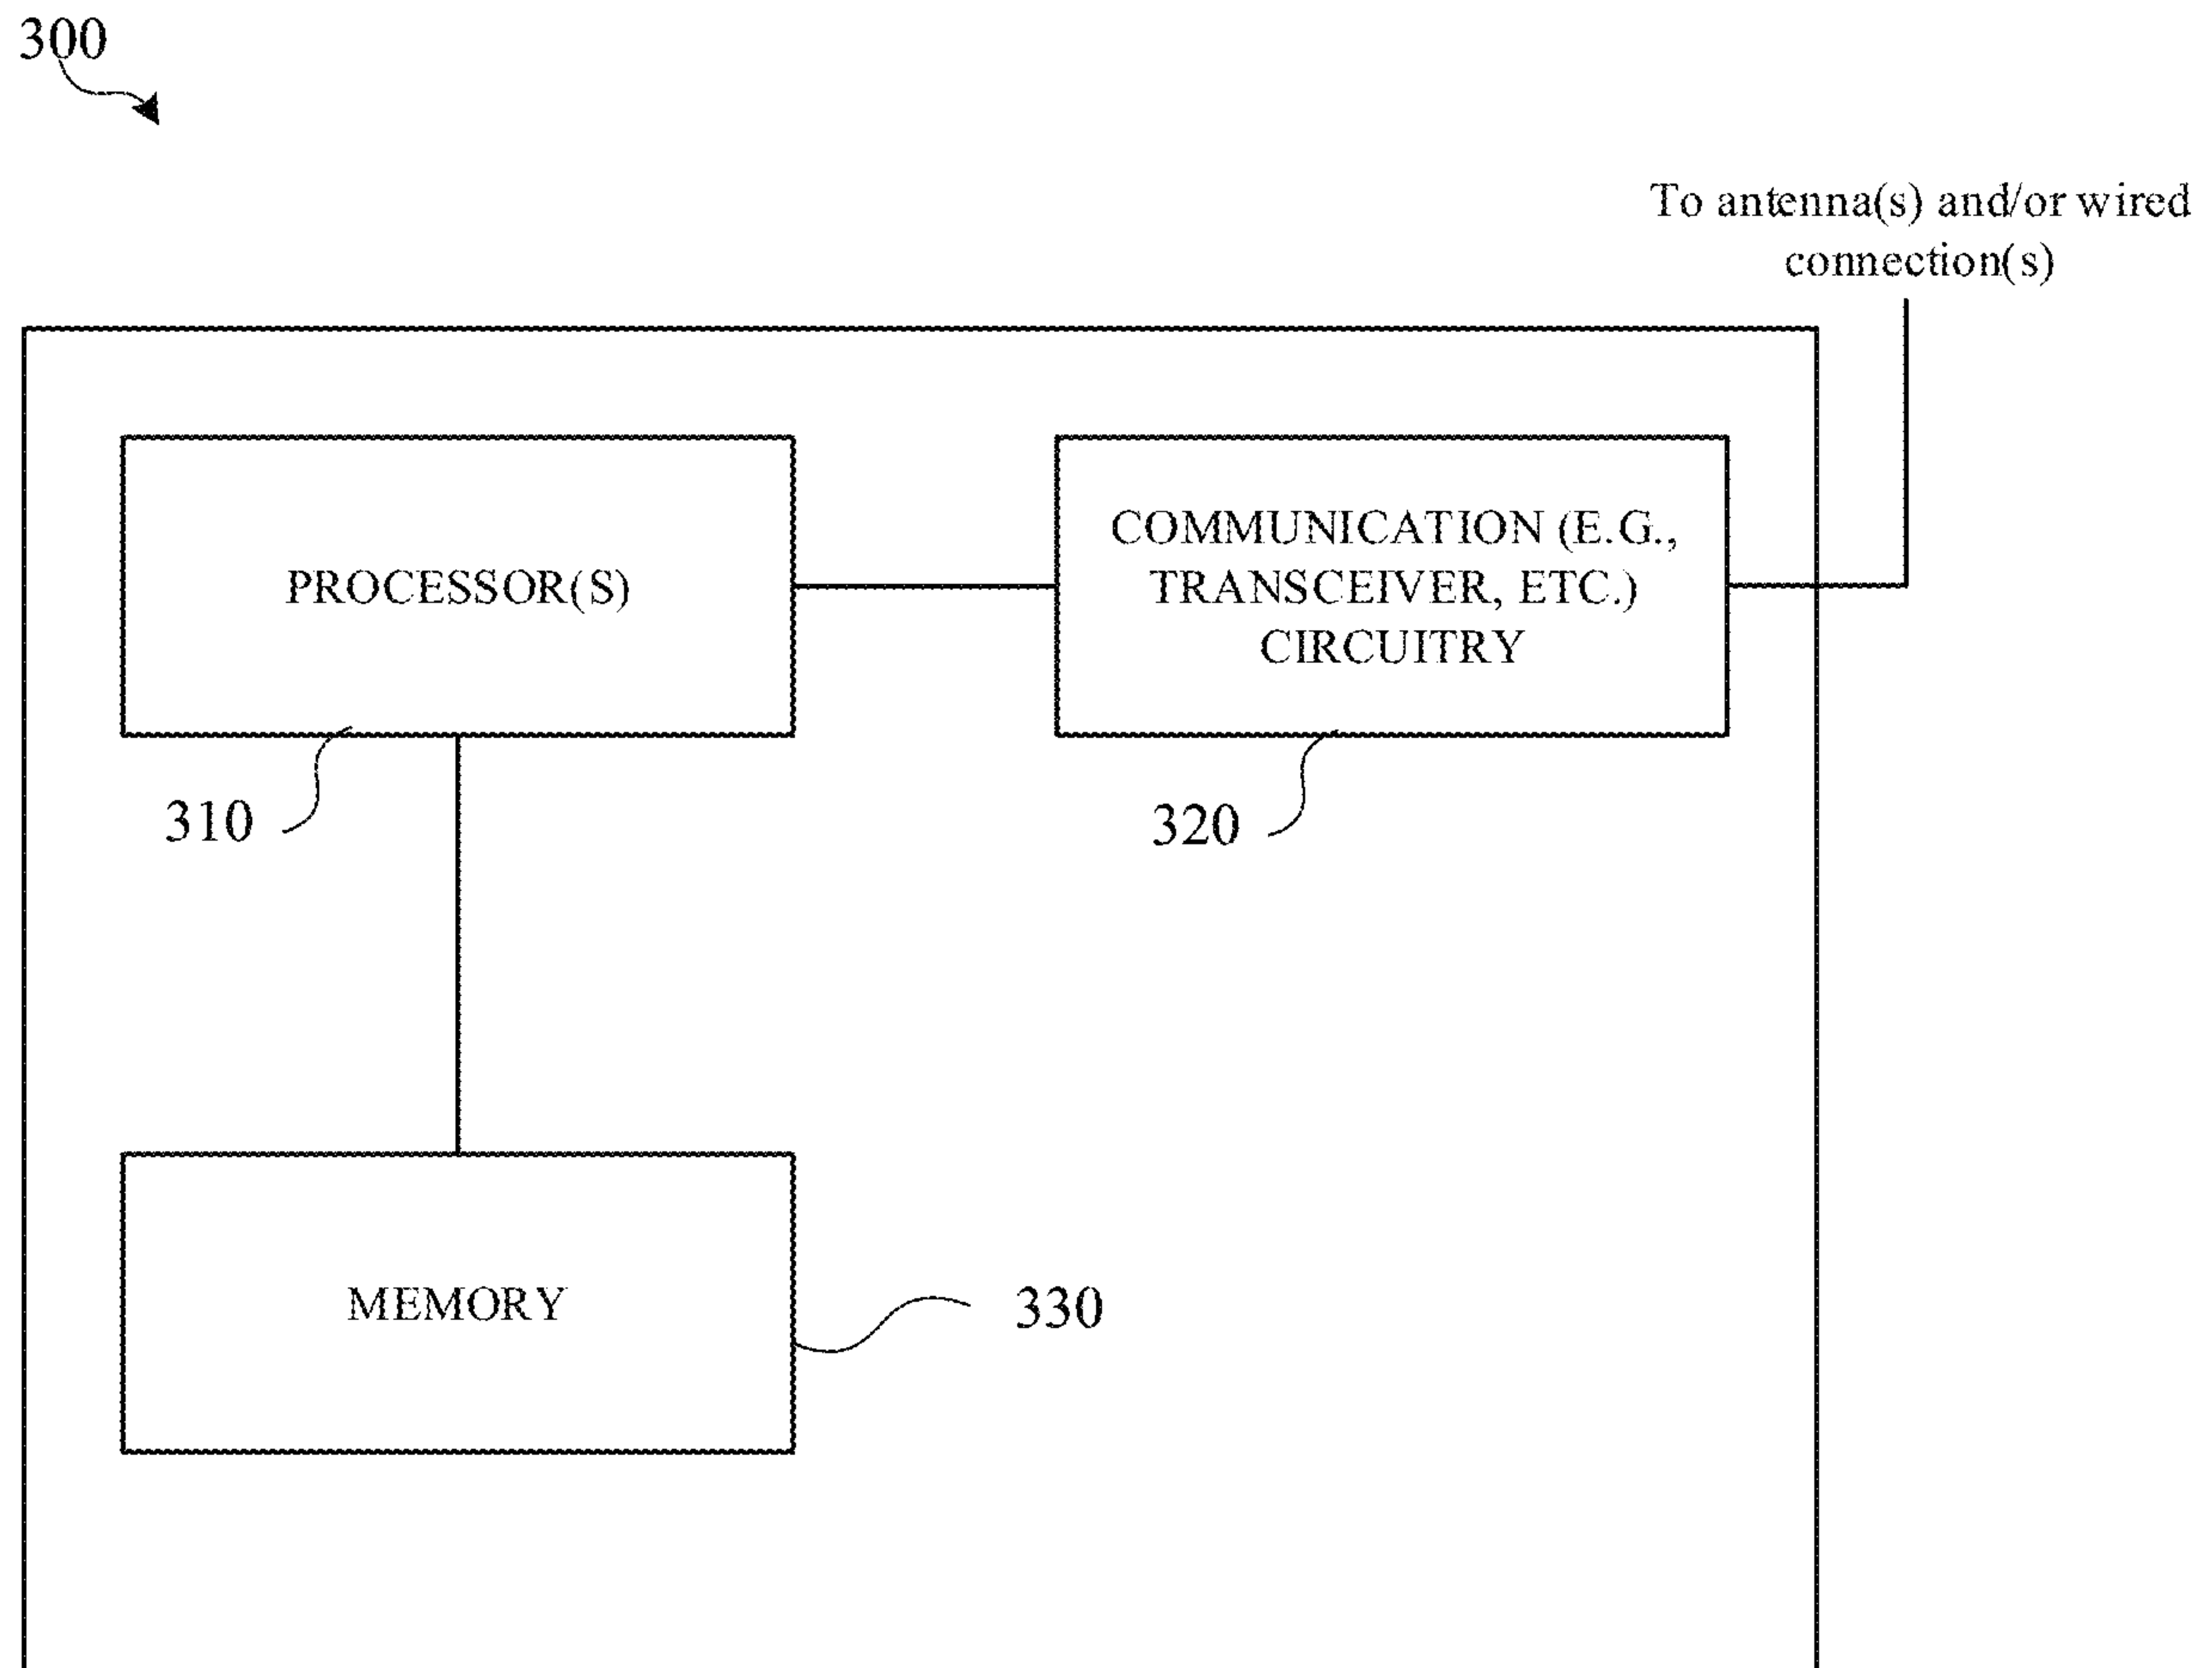 300
To antenna(s) and/or wired
connection(s)
PROCESSOR(S)
COMMUNICATION (E.G.,
TRANSCEIVER, ETC.)
CIRCUITRY
310
320
MEMORY
330